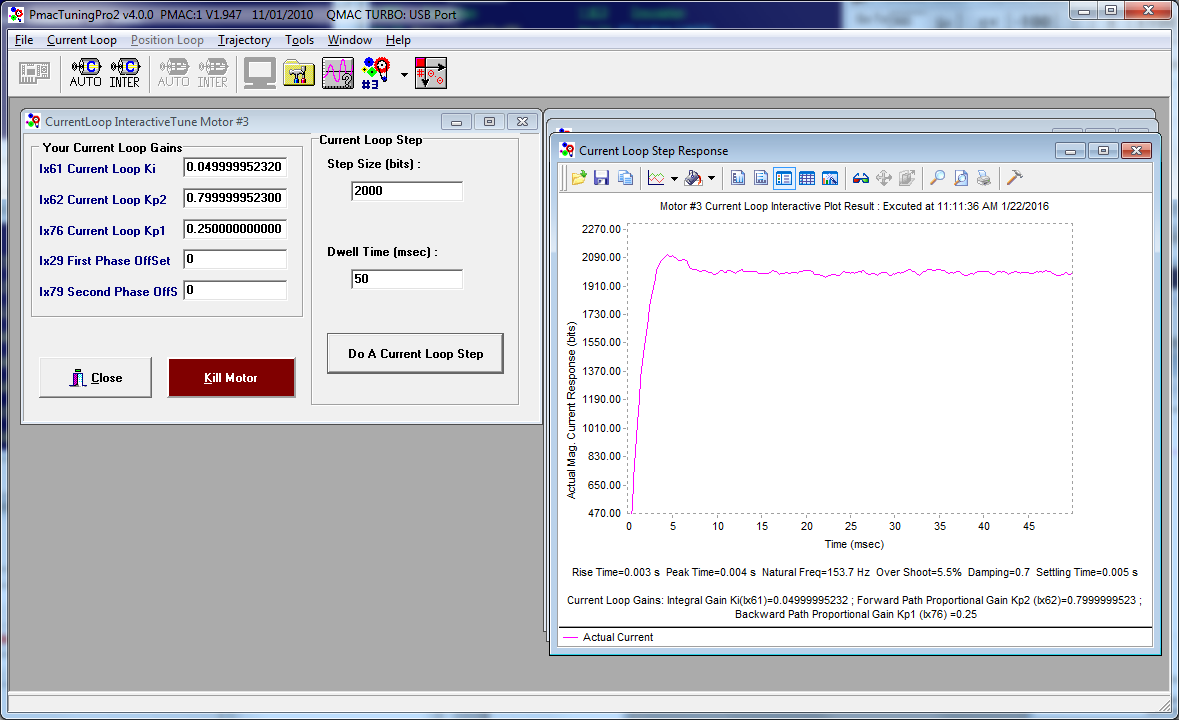 PmacTuningPro2 v4.0.0 PMAC:1 V1.947 11/01/2010 QMAC TURBO: USB Port
File Current Loop Position Loop Trajectory Tools Window Help
AUTO INTER AUTO INTER #3
CurrentLoop InteractiveTune Motor #3
Your Current Loop Gains
Ix61 Current Loop Ki 0.049999952320
Ix62 Current Loop Kp2 0.799999952300
Ix76 Current Loop Kp1 0.250000000000
Ix29 First Phase OffSet 0
Ix79 Second Phase OffS 0
Close
Kill Motor
Current Loop Step
Step Size (bits) :
2000
Dwell Time (msec) :
50
Do A Current Loop Step
Current Loop Step Response
Motor #3 Current Loop Interactive Plot Result : Excuted at 11:11:36 AM 1/22/2016
Actual Mag. Current Response (bits)
2270.00
2090.00
1910.00
1730.00
1550.00
1370.00
1190.00
1010.00
830.00
650.00
470.00
0 5 10 15 20 25 30 35 40 45
Time (msec)
Rise Time=0.003 s Peak Time=0.004 s Natural Freq=153.7 Hz Over Shoot=5.5% Damping=0.7 Settling Time=0.005 s
Current Loop Gains: Integral Gain Ki(Ix61)=0.04999995232 ; Forward Path Proportional Gain Kp2 (Ix62)=0.7999999523 ;
Backward Path Proportional Gain Kp1 (Ix76) =0.25
Actual Current